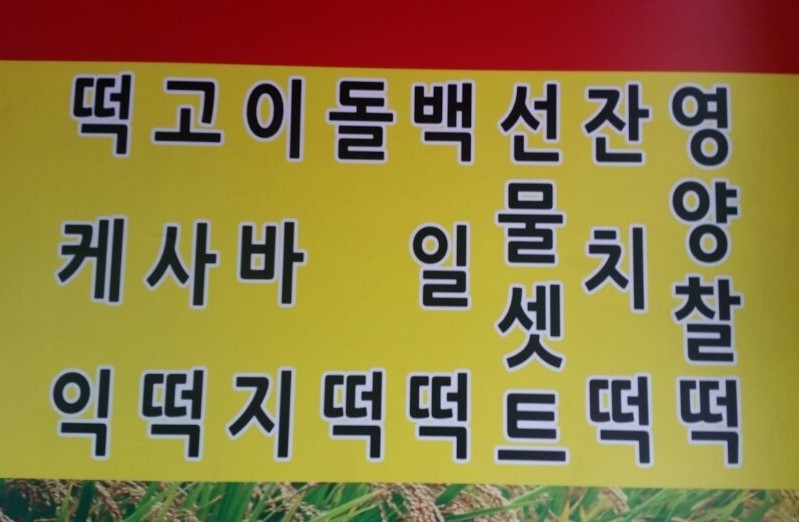 떡케익
고사떡
이바지
돌떡
백일떡
선물셋트
잔치떡
영양찰떡